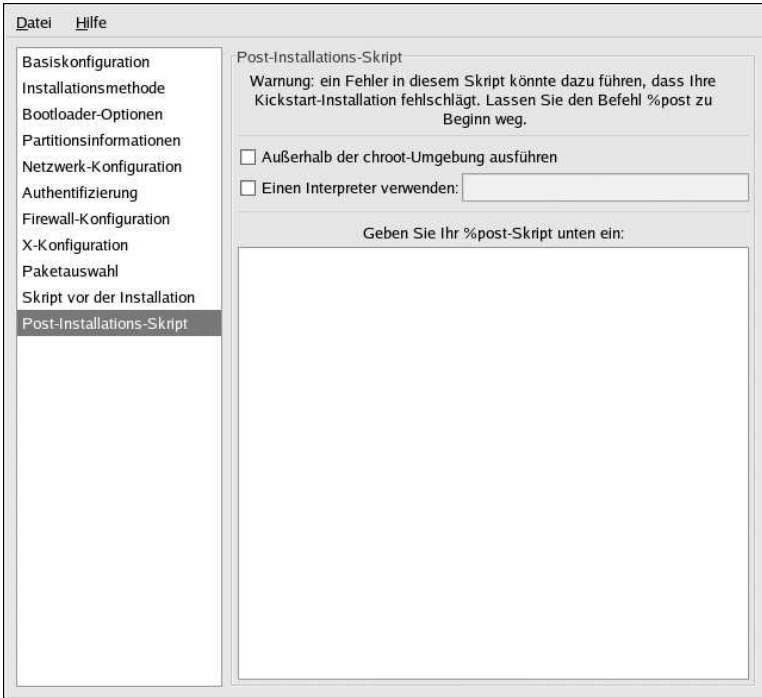 Datei Hilfe
Basiskonfiguration
Installationsmethode
Bootloader-Optionen
Partitionsinformationen
Netzwerk-Konfiguration
Authentifizierung
Firewall-Konfiguration
X-Konfiguration
Paketauswahl
Skript vor der Installation
Post-Installations-Skript
Post-Installations-Skript
Warnung: ein Fehler in diesem Skript könnte dazu führen, dass Ihre
Kickstart-Installation fehlschlägt. Lassen Sie den Befehl %post zu
Beginn weg.
Außerhalb der chroot-Umgebung ausführen
Einen Interpreter verwenden:
Geben Sie Ihr %post-Skript unten ein: